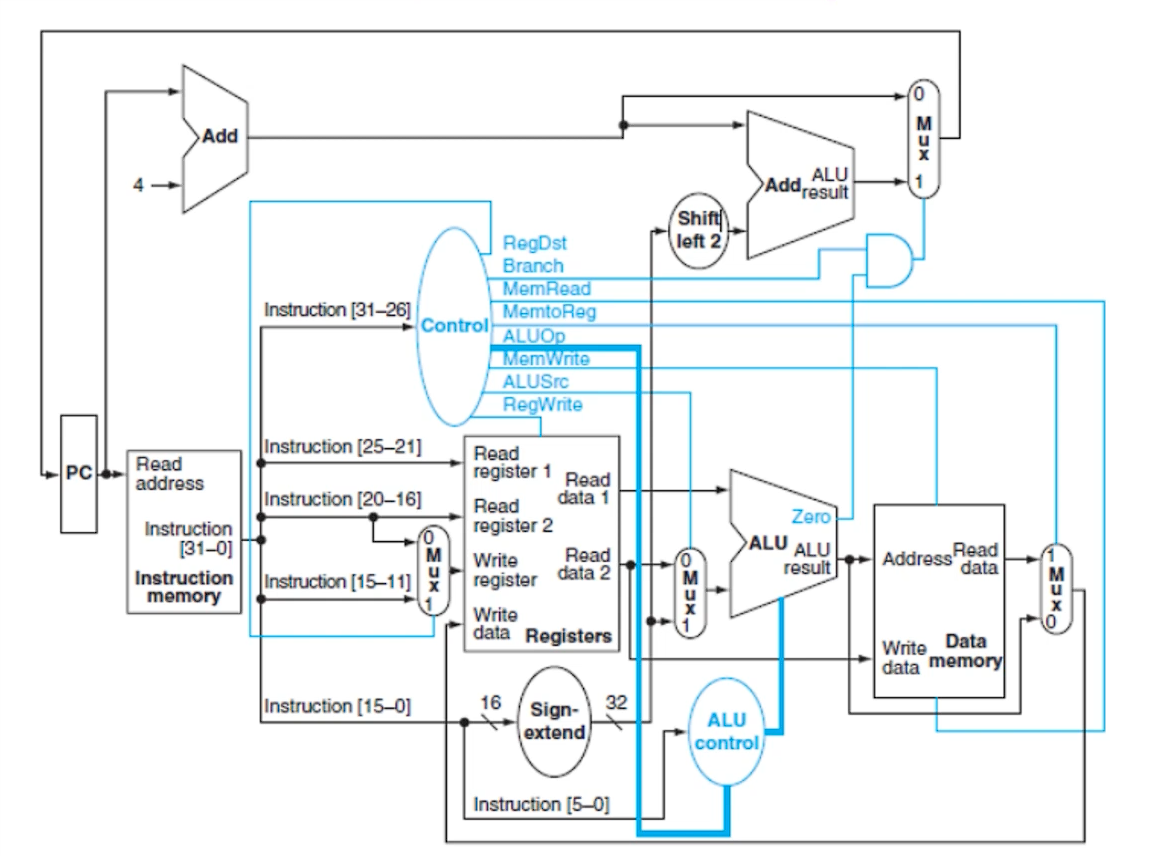 Add
4
0
M
u
x
1
Add
ALU
result
Shift
left 2
RegDst
Branch
MemRead
MemtoReg
ALUOp
MemWrite
ALUSrc
RegWrite
Control
Instruction [31–26]
PC
Read
address
Instruction
[31–0]
Instruction
memory
Instruction [25–21]
Instruction [20–16]
Instruction [15–11]
0
M
u
x
1
Read
register 1
Read
register 2
Write
register
Write
data
Read
data 1
Read
data 2
Registers
0
M
u
x
1
Zero
ALU
ALU
result
Address
Read
data
Write
data
Data
memory
1
M
u
x
0
Instruction [15–0]
16
Sign-
extend
32
ALU
control
Instruction [5–0]